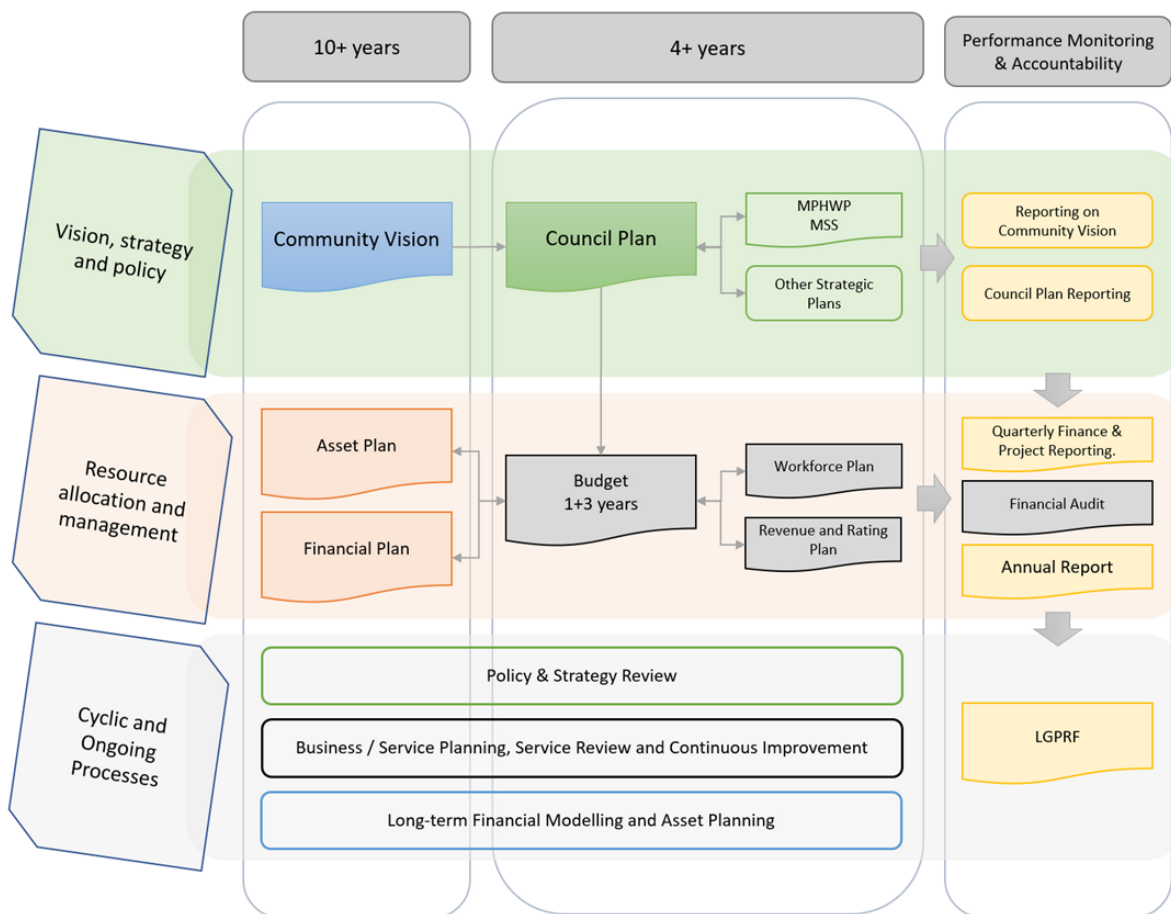 10+ years
4+ years
Performance Monitoring
& Accountability
Vision, strategy
and policy
Community Vision
Council Plan
MPHWP
MSS
Other Strategic
Plans
Reporting on
Community Vision
Council Plan Reporting
Resource
allocation and
management
Asset Plan
Financial Plan
Budget
1+3 years
Workforce Plan
Revenue and Rating
Plan
Quarterly Finance &
Project Reporting.
Financial Audit
Annual Report
Cyclic and
Ongoing
Processes
Policy & Strategy Review
Business / Service Planning, Service Review and Continuous Improvement
Long-term Financial Modelling and Asset Planning
LGPRF